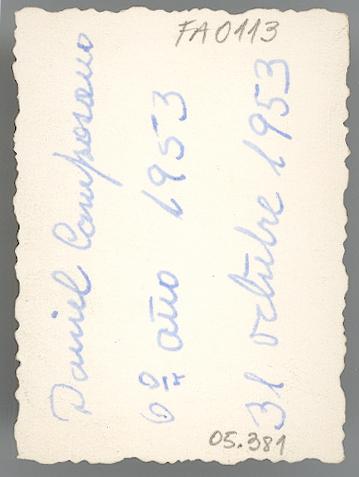 FA0113
Daniel Camposano
6º año 1953
31 octubre 1953
05.381